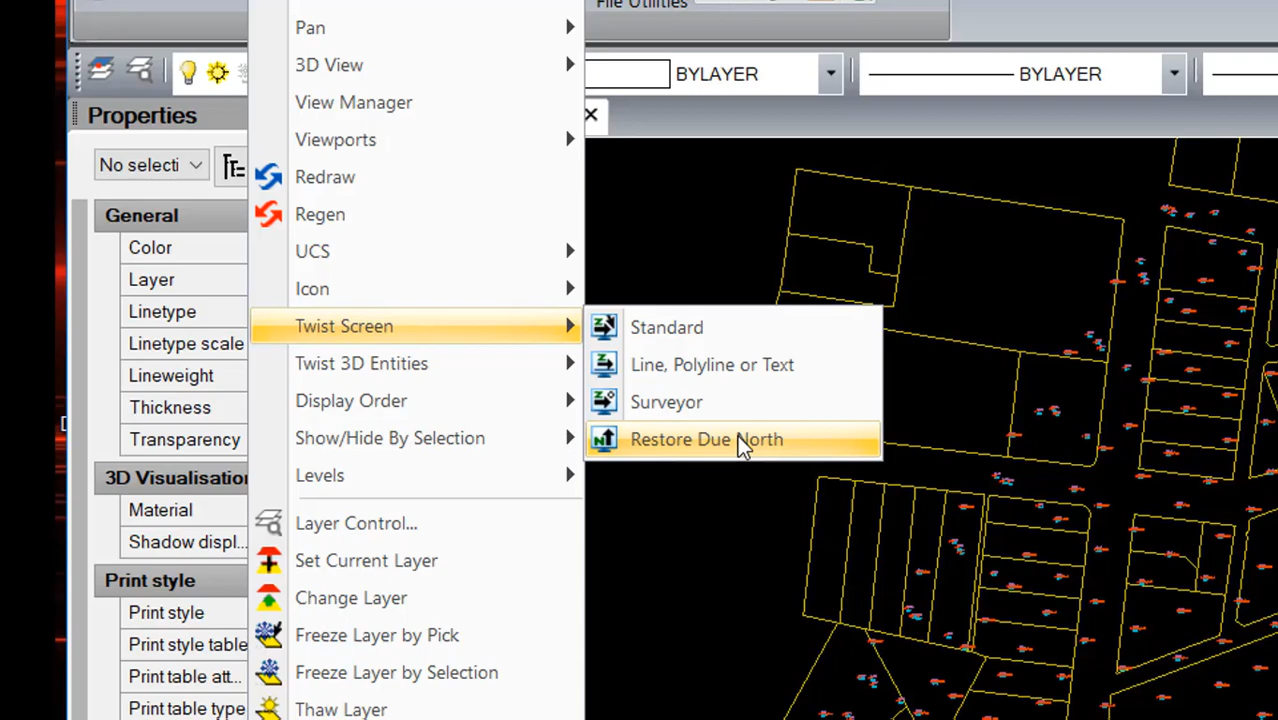 File Utilities
Pan
3D View
BYLAYER
BYLAYER
View Manager
Properties
Viewports
No selecti
Redraw
General
Regen
Color
UCS
Layer
Icon
Linetype
Twist Screen
Standard
Linetype scale
Twist 3D Entities
Line, Polyline or Text
Lineweight
Display Order
Surveyor
Thickness
Show/Hide By Selection
Restore Due North
Transparency
Levels
3D Visualisation
Material
Layer Control...
Shadow displ...
Set Current Layer
Print style
Change Layer
Print style
Freeze Layer by Pick
Print style table
Freeze Layer by Selection
Print table att...
Thaw Layer
Print table type